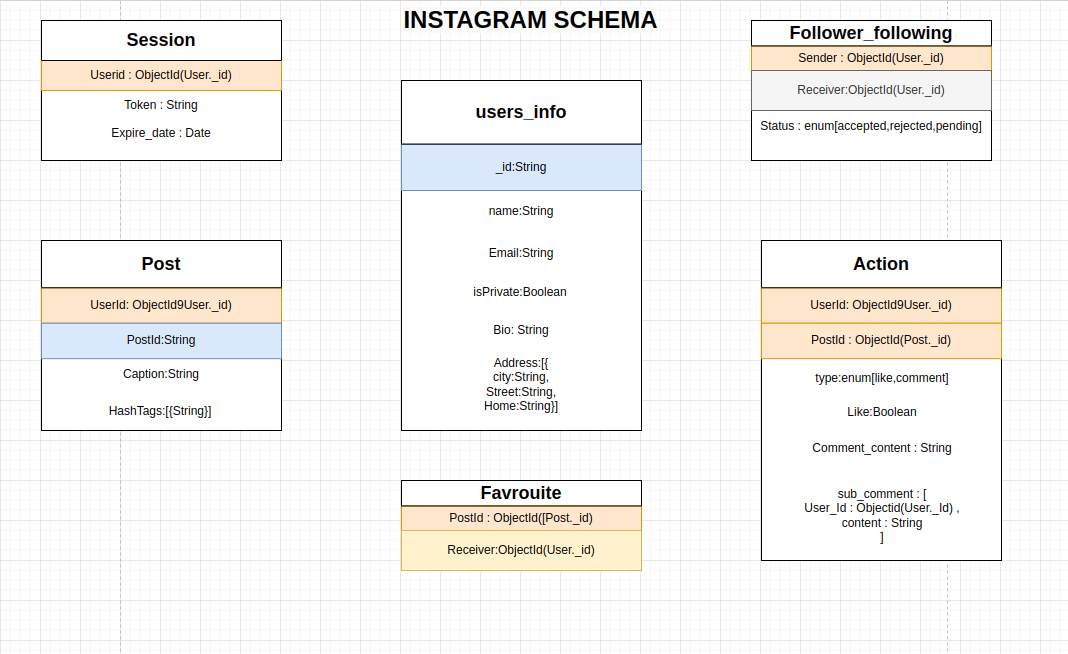 INSTAGRAM SCHEMA
Session
Userid : ObjectId(User._id)
Token : String
Expire_date : Date
users_info
_id:String
name:String
Email:String
isPrivate:Boolean
Bio: String
Address:[{
city:String,
Street:String,
Home:String}]
Follower_following
Sender : ObjectId(User._id)
Receiver:ObjectId(User._id)
Status : enum[accepted,rejected,pending]
Post
UserId: ObjectId9User._id)
PostId:String
Caption:String
HashTags:[{String}]
Action
UserId: ObjectId9User._id)
PostId : ObjectId(Post._id)
type:enum[like,comment]
Like:Boolean
Comment_content : String
sub_comment : [
User_Id : Objectid(User._Id) ,
content : String
]
Favrouite
PostId : ObjectId([Post._id)
Receiver:ObjectId(User._id)